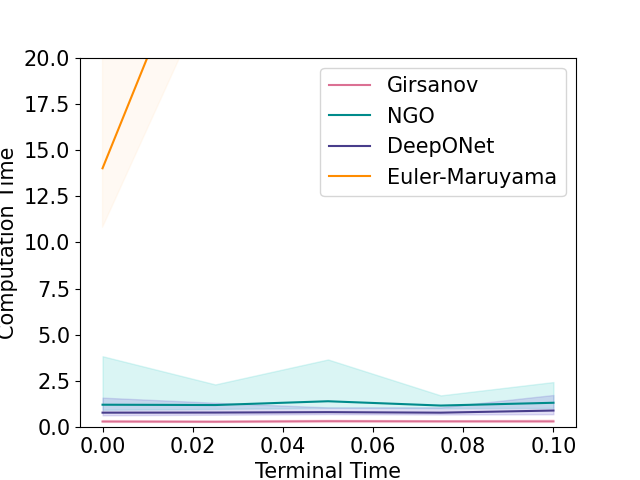 20.0
17.5
15.0
12.5
10.0
7.5
5.0
2.5
0.0
Computation Time
Girsanov
NGO
DeepONet
Euler-Maruyama
0.00 0.02 0.04 0.06 0.08 0.10
Terminal Time